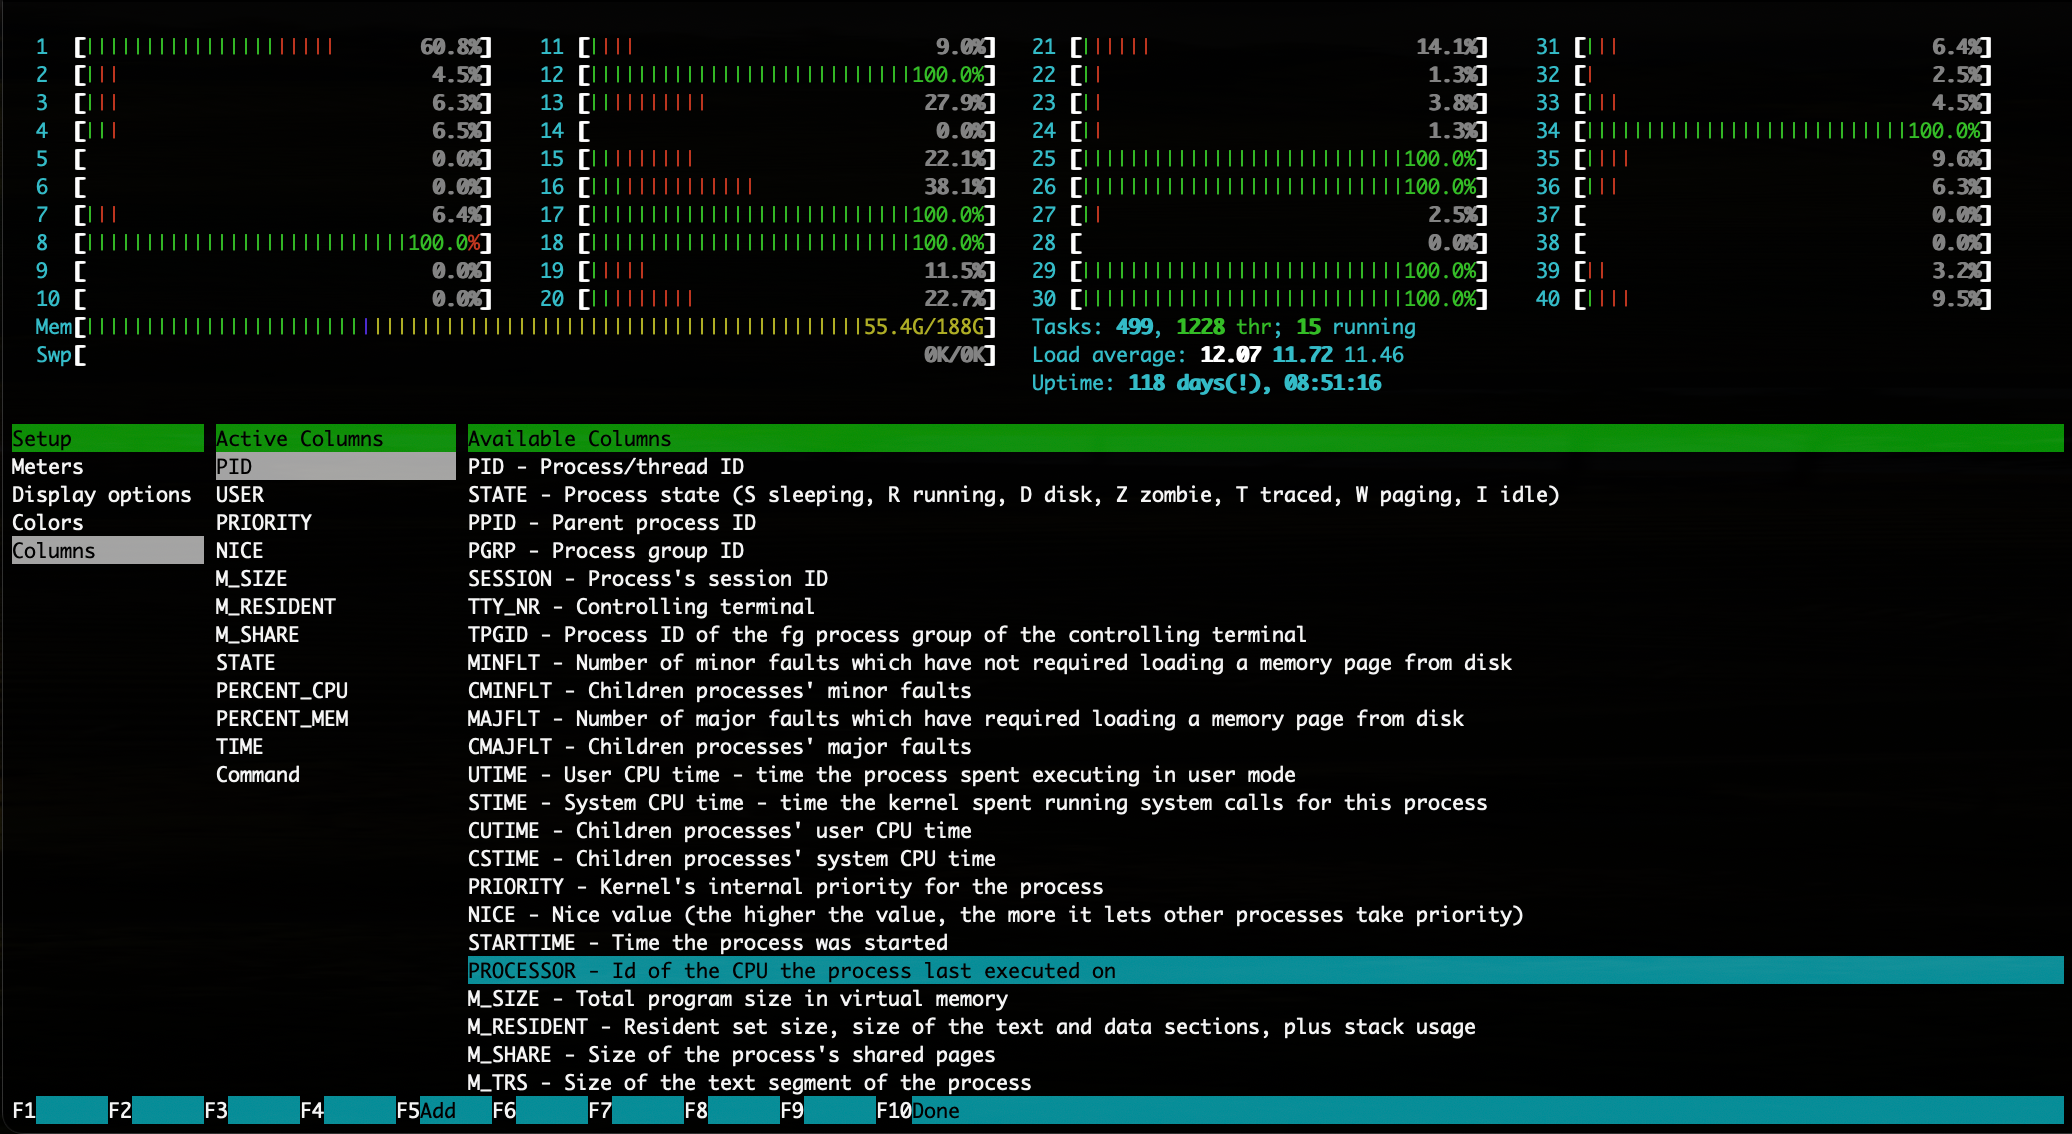 1 [||||||||||||||||||||| 60.8%] 11 [|||| 9.0%] 21 [|||||| 14.1%] 31 [||| 6.4%]
2 [||| 4.5%] 12 [|||||||||||||||||||||||||||100.0%] 22 [|| 1.3%] 32 [| 2.5%]
3 [||| 6.3%] 13 [|||||||||| 27.9%] 23 [|| 3.8%] 33 [||| 4.5%]
4 [||| 6.5%] 14 [ 0.0%] 24 [|| 1.3%] 34 [|||||||||||||||||||||||||||100.0%]
5 [ 0.0%] 15 [||||||||| 22.1%] 25 [|||||||||||||||||||||||||||100.0%] 35 [|||| 9.6%]
6 [ 0.0%] 16 [|||||||||||||| 38.1%] 26 [|||||||||||||||||||||||||||100.0%] 36 [||| 6.3%]
7 [||| 6.4%] 17 [|||||||||||||||||||||||||||100.0%] 27 [|| 2.5%] 37 [ 0.0%]
8 [|||||||||||||||||||||||||||100.0%] 18 [|||||||||||||||||||||||||||100.0%] 28 [ 0.0%] 38 [ 0.0%]
9 [ 0.0%] 19 [||||| 11.5%] 29 [|||||||||||||||||||||||||||100.0%] 39 [|| 3.2%]
10 [ 0.0%] 20 [||||||||| 22.7%] 30 [|||||||||||||||||||||||||||100.0%] 40 [|||| 9.5%]
Mem[||||||||||||||||||||||||||||||||||||||||||||||||||||||||||||||||||55.4G/188G] Tasks: 499, 1228 thr; 15 running
Swp[ 0K/0K] Load average: 12.07 11.72 11.46
Uptime: 118 days(!), 08:51:16
Setup Active Columns Available Columns
Meters PID PID - Process/thread ID
Display options USER STATE - Process state (S sleeping, R running, D disk, Z zombie, T traced, W paging, I idle)
Colors PRIORITY PPID - Parent process ID
Columns NICE PGRP - Process group ID
M_SIZE SESSION - Process's session ID
M_RESIDENT TTY_NR - Controlling terminal
M_SHARE TPGID - Process ID of the fg process group of the controlling terminal
STATE MINFLT - Number of minor faults which have not required loading a memory page from disk
PERCENT_CPU CMINFLT - Children processes' minor faults
PERCENT_MEM MAJFLT - Number of major faults which have required loading a memory page from disk
TIME CMAJFLT - Children processes' major faults
Command UTIME - User CPU time - time the process spent executing in user mode
STIME - System CPU time - time the kernel spent running system calls for this process
CUTIME - Children processes' user CPU time
CSTIME - Children processes' system CPU time
PRIORITY - Kernel's internal priority for the process
NICE - Nice value (the higher the value, the more it lets other processes take priority)
STARTTIME - Time the process was started
PROCESSOR - Id of the CPU the process last executed on
M_SIZE - Total program size in virtual memory
M_RESIDENT - Resident set size, size of the text and data sections, plus stack usage
M_SHARE - Size of the process's shared pages
M_TRS - Size of the text segment of the process
F1 F2 F3 F4 F5Add F6 F7 F8 F9 F10Done